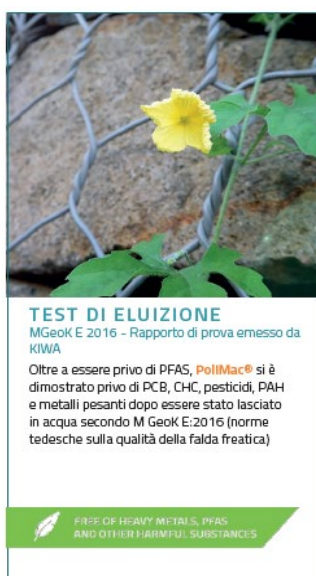 TEST DI ELUIZIONE
MGeoK E 2016 - Rapporto di prova emesso da
KIWA
Oltre a essere privo di PFAS, PoliMac® si è
dimostrato privo di PCB, CHC, pesticidi, PAH
e metalli pesanti dopo essere stato lasciato
in acqua secondo M GeoK E:2016 (norme
tedesche sulla qualità della falda freatica)
FREE OF HEAVY METALS, PFAS
AND OTHER HARMFUL SUBSTANCES